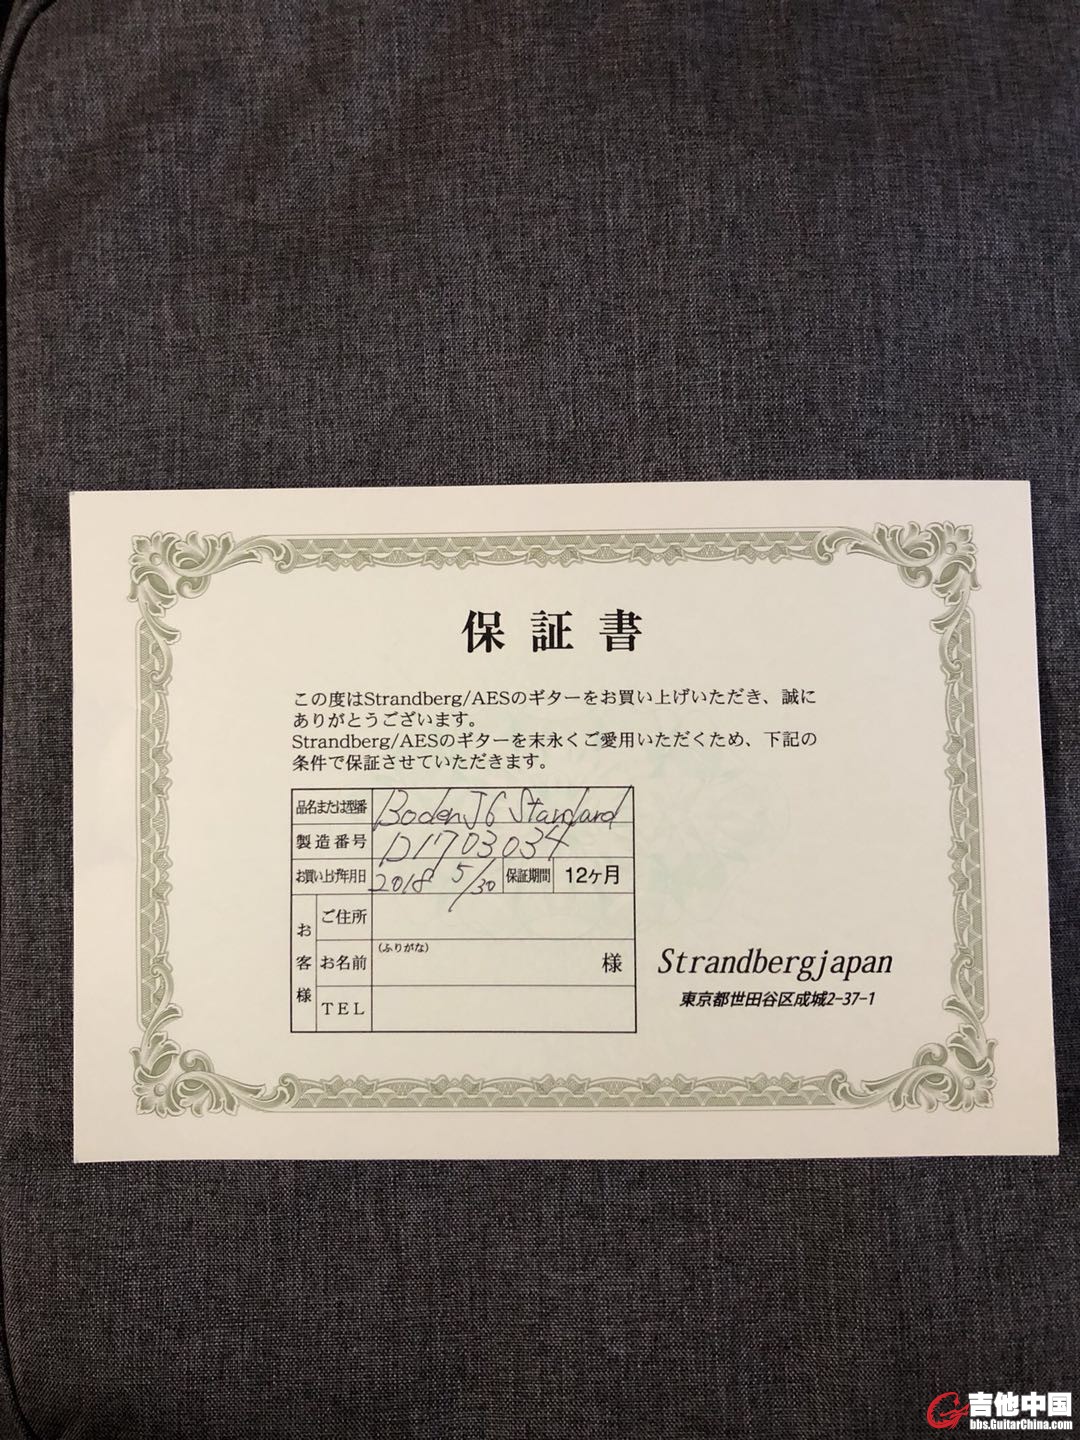 保証書
この度はStrandberg/AESのギターをお買い上げいただき、誠に
ありがとうございます。
Strandberg/AESのギターを末永くご愛用いただくため、下記の
条件で保証させていただきます。
品名または型番 Boden J6 Standard
製造番号 D1703034
お買い上げ年月日 2018 5/30 保証期間 12ヶ月
お客様
ご住所
お名前 (ふりがな) 様
TEL
Strandbergjapan
東京都世田谷区成城2-37-1
吉他中国
bbs.GuitarChina.com